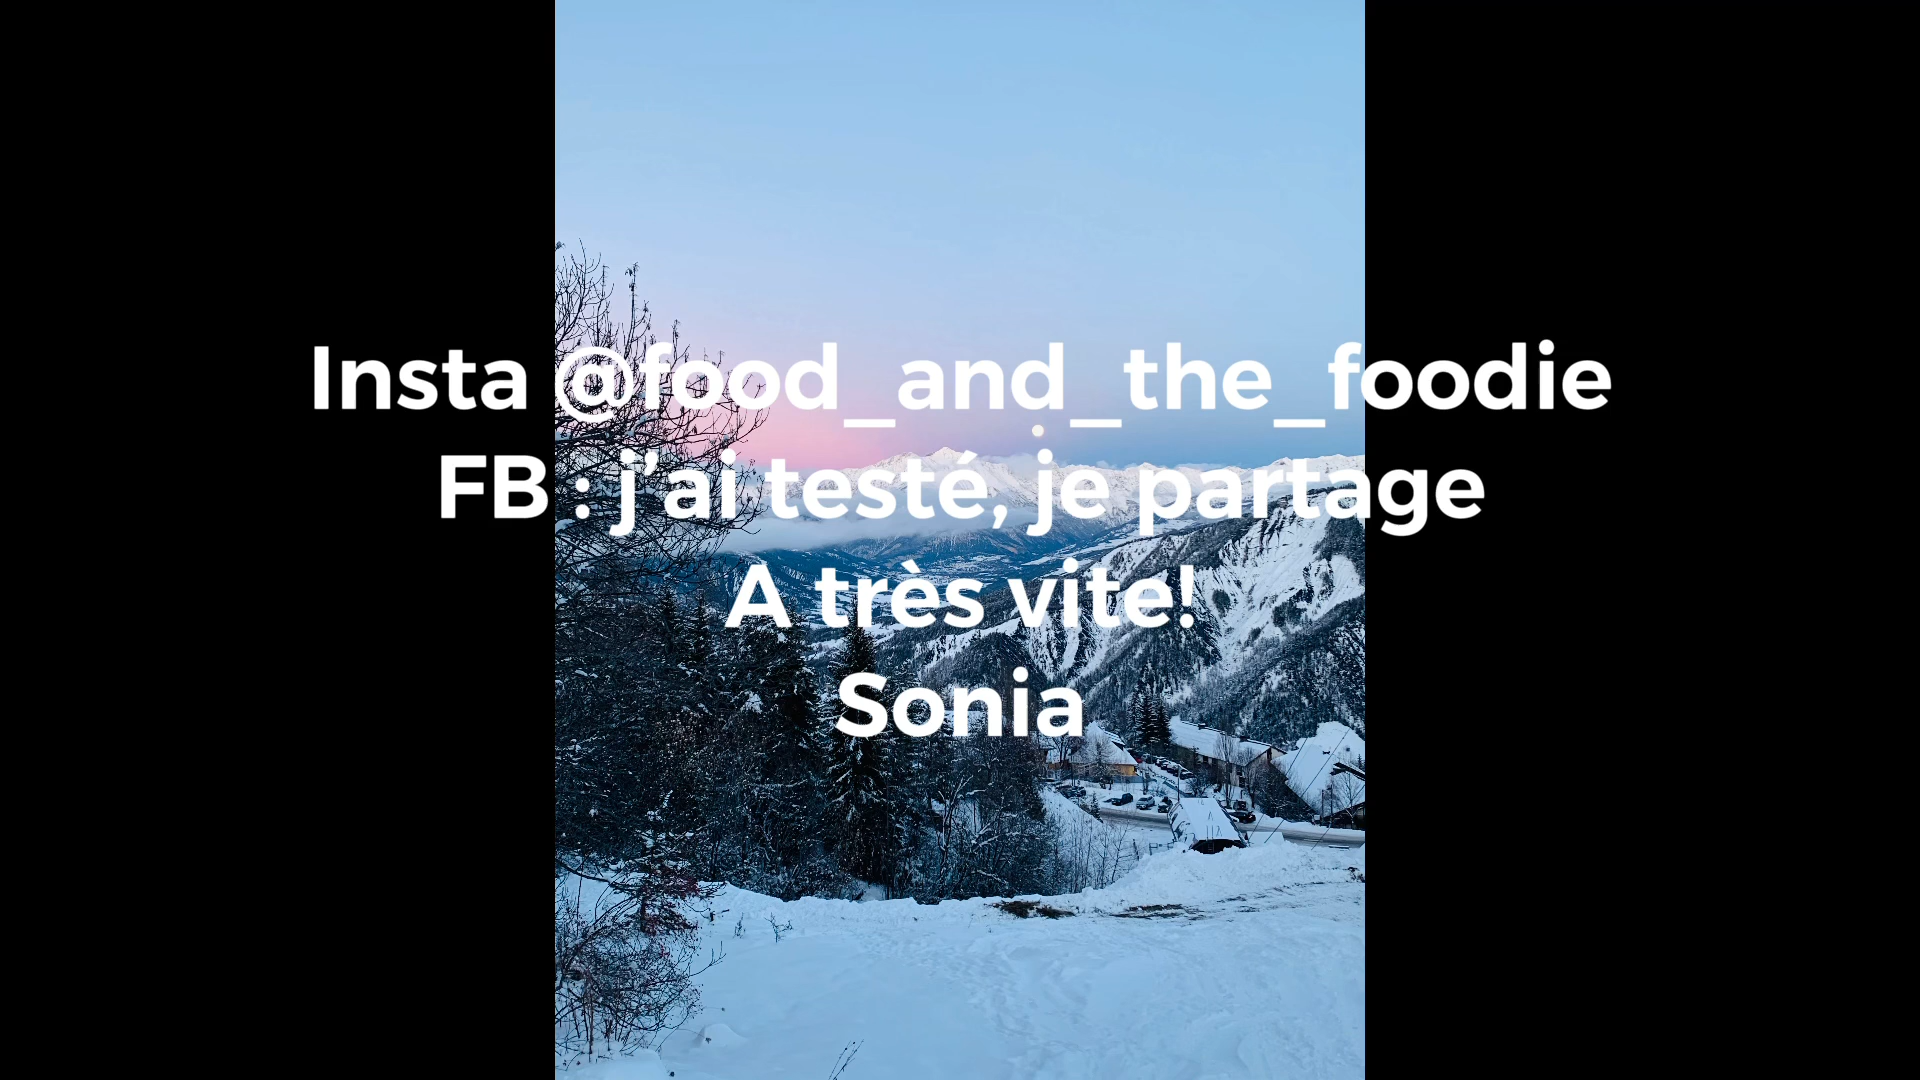 Insta @food_and_the_foodie
FB : j’ai testé, je partage
A très vite!
Sonia